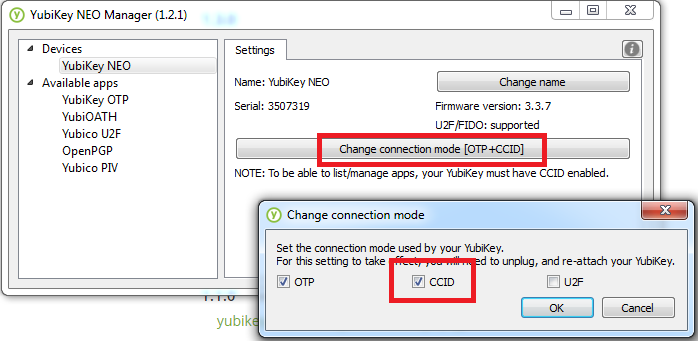 YubiKey NEO Manager (1.2.1)
Devices
YubiKey NEO
Available apps
YubiKey OTP
YubiOATH
Yubico U2F
OpenPGP
Yubico PIV
Settings
Name: YubiKey NEO
Change name
Serial: 3507319
Firmware version: 3.3.7
U2F/FIDO: supported
Change connection mode [OTP+CCID]
NOTE: To be able to list/manage apps, your YubiKey must have CCID enabled.
Change connection mode
Set the connection mode used by your YubiKey.
For this setting to take effect, you will need to unplug, and re-attach your YubiKey.
OTP
CCID
U2F
OK
Cancel
1.1.0
yubike